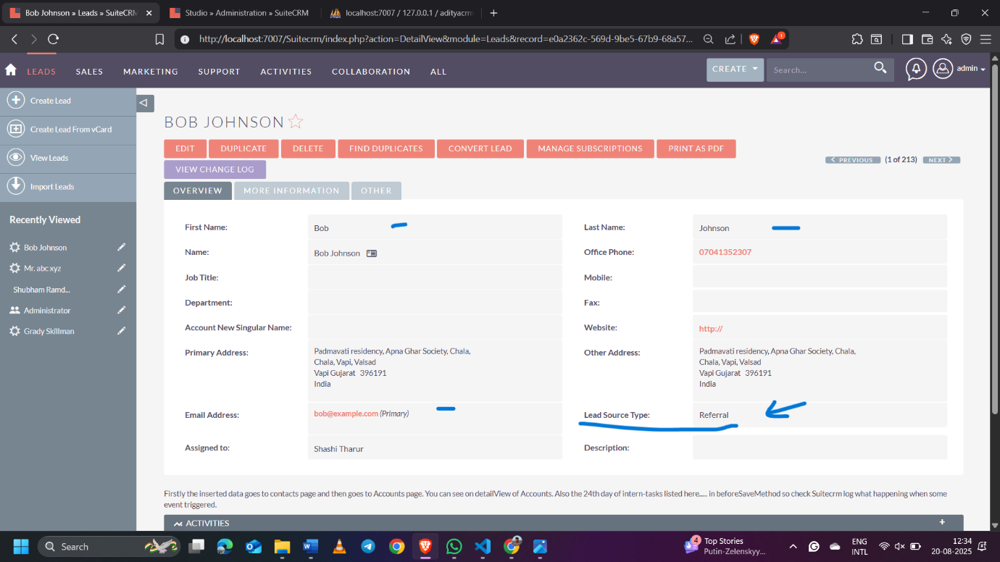 Bob Johnson » Leads » SuiteCRM
Studio » Administration » SuiteCRM
localhost:7007 / 127.0.0.1 / adityacrm
http://localhost:7007/Suitecrm/index.php?action=DetailView&module=Leads&record=e0a2362c-569d-9be5-67b9-68a57...
1
LEADS
SALES
MARKETING
SUPPORT
ACTIVITIES
COLLABORATION
ALL
CREATE
Search...
admin
Create Lead
Create Lead From vCard
View Leads
Import Leads
Recently Viewed
Bob Johnson
Mr. abc xyz
Shubham Ramd...
Administrator
Grady Skillman
BOB JOHNSON
EDIT
DUPLICATE
DELETE
FIND DUPLICATES
CONVERT LEAD
MANAGE SUBSCRIPTIONS
PRINT AS PDF
VIEW CHANGE LOG
PREVIOUS (1 of 213) NEXT
OVERVIEW
MORE INFORMATION
OTHER
First Name: Bob
Last Name: Johnson
Name: Bob Johnson
Office Phone: 07041352307
Job Title:
Mobile:
Department:
Fax:
Account New Singular Name:
Website: http://
Primary Address: Padmavati residency, Apna Ghar Society, Chala,
Chala, Vapi, Valsad
Vapi Gujarat 396191
India
Other Address: Padmavati residency, Apna Ghar Society, Chala,
Chala, Vapi, Valsad
Vapi Gujarat 396191
India
Email Address: bob@example.com (Primary)
Lead Source Type: Referral
Assigned to: Shashi Tharur
Description:
Firstly the inserted data goes to contacts page and then goes to Accounts page. You can see on detailView of Accounts. Also the 24th day of intern-tasks listed here..... in beforeSaveMethod so check Suitecrm log what happening when some
event triggered.
ACTIVITIES
+
Search
4
Top Stories
Putin-Zelenskyy...
ENG
INTL
12:34
20-08-2025